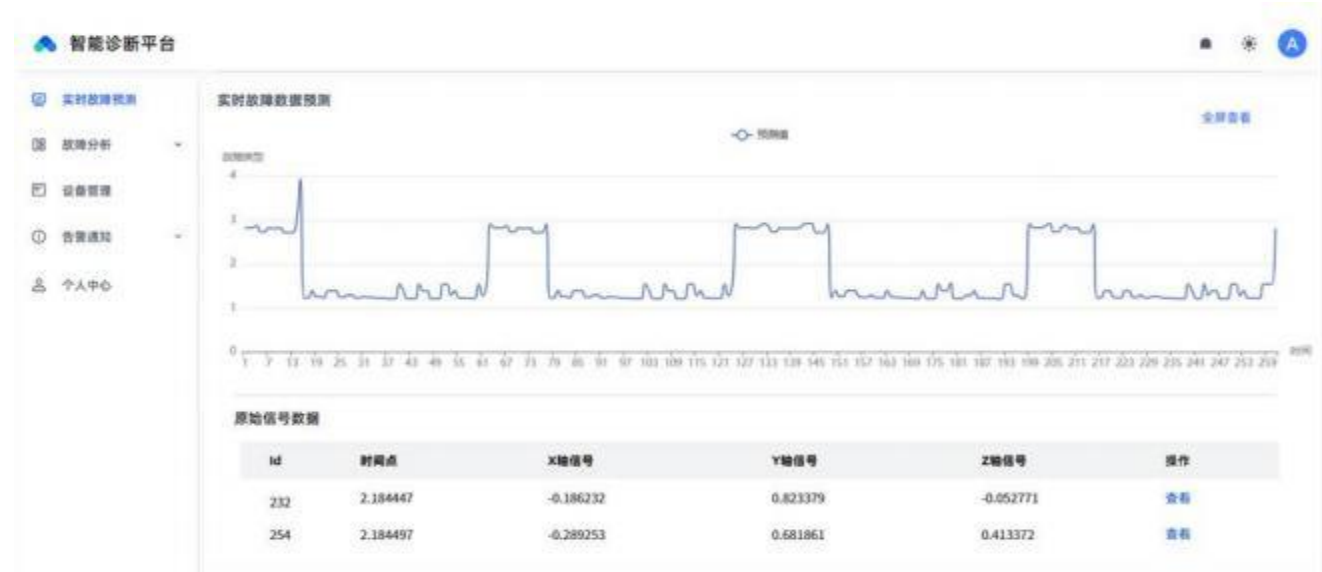 智能诊断平台
A
实时故障预测
故障分析
设备管理
告警通知
个人中心
实时故障数据预测
全屏查看
预测值
故障类型
4
3
2
1
0
1 7 13 19 25 31 37 43 49 55 61 67 73 79 85 91 97 103 109 115 121 127 133 139 145 151 157 163 169 175 181 187 193 199 205 211 217 223 229 235 241 247 253 259
时间
原始信号数据
Id 时间点 X轴信号 Y轴信号 Z轴信号 操作
232 2.184447 -0.186232 0.823379 -0.052771 查看
254 2.184497 -0.289253 0.681861 0.413372 查看